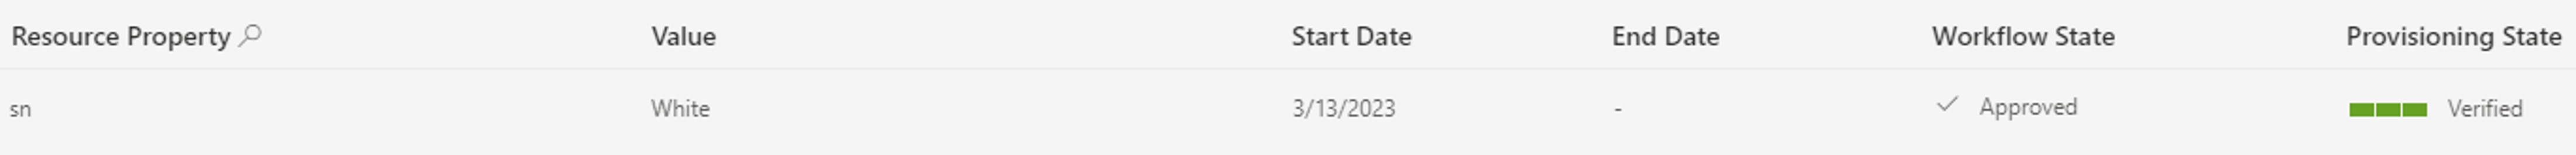 Resource Property Value Start Date End Date Workflow State Provisioning State
sn White 3/13/2023 - Approved Verified